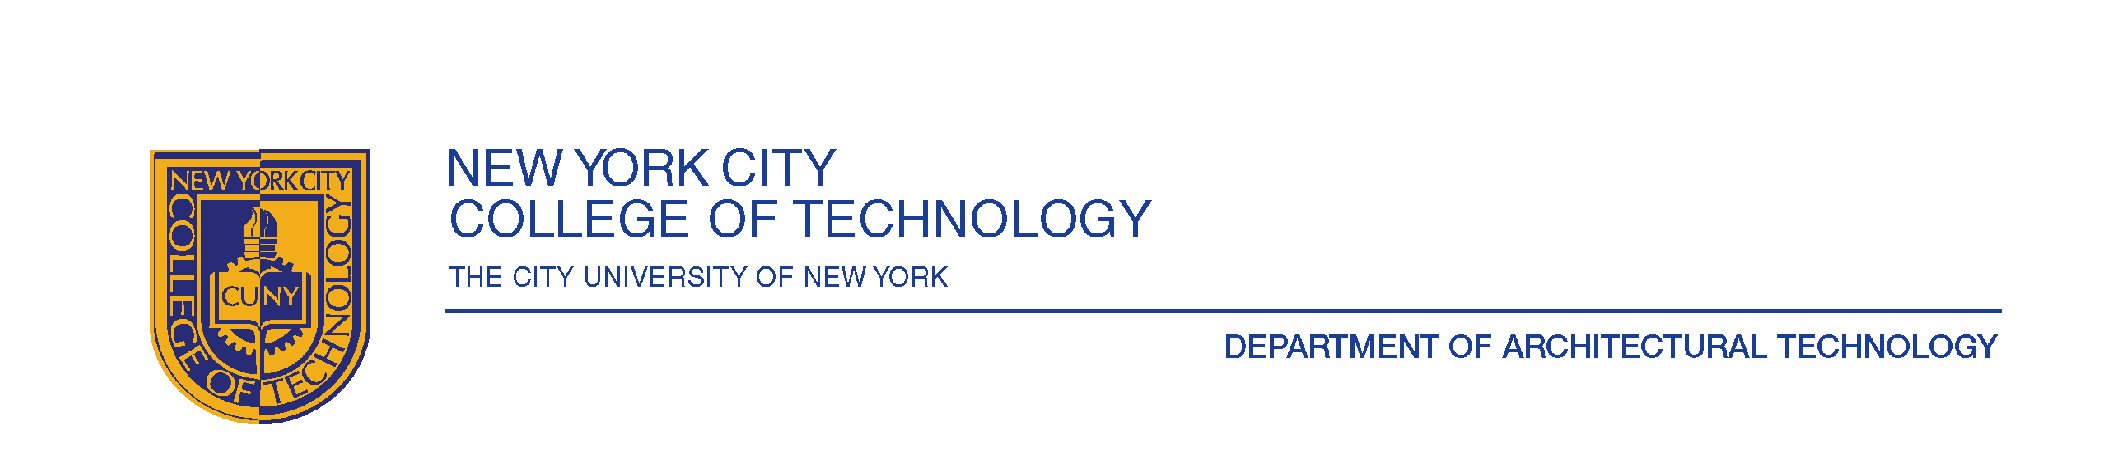 NEW YORK CITY
COLLEGE OF TECHNOLOGY
CUNY
NEW YORK CITY
COLLEGE OF TECHNOLOGY
THE CITY UNIVERSITY OF NEW YORK
DEPARTMENT OF ARCHITECTURAL TECHNOLOGY